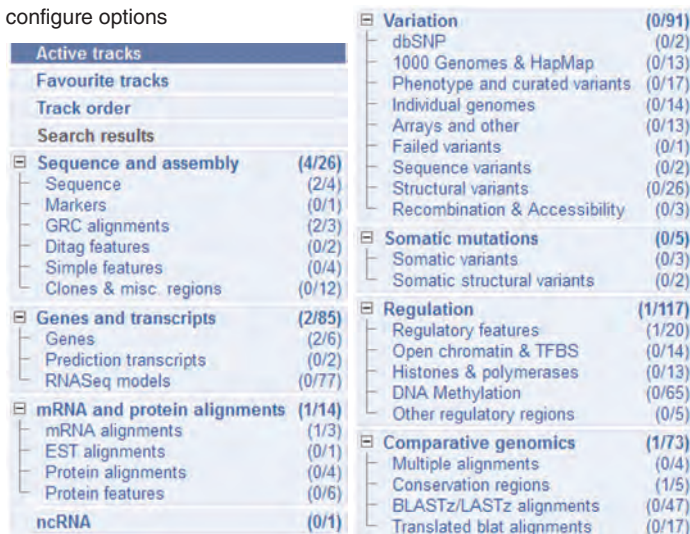 configure options
Active tracks
Favourite tracks
Track order
Search results
Sequence and assembly (4/26)
Sequence (2/4)
Markers (0/1)
GRC alignments (2/3)
Ditag features (0/2)
Simple features (0/4)
Clones & misc. regions (0/12)
Genes and transcripts (2/85)
Genes (2/6)
Prediction transcripts (0/2)
RNASeq models (0/77)
mRNA and protein alignments (1/14)
mRNA alignments (1/3)
EST alignments (0/1)
Protein alignments (0/4)
Protein features (0/6)
ncRNA (0/1)
Variation (0/91)
dbSNP (0/2)
1000 Genomes & HapMap (0/13)
Phenotype and curated variants (0/17)
Individual genomes (0/14)
Arrays and other (0/13)
Failed variants (0/1)
Sequence variants (0/2)
Structural variants (0/26)
Recombination & Accessibility (0/3)
Somatic mutations (0/5)
Somatic variants (0/3)
Somatic structural variants (0/2)
Regulation (1/117)
Regulatory features (1/20)
Open chromatin & TFBS (0/14)
Histones & polymerases (0/13)
DNA Methylation (0/65)
Other regulatory regions (0/5)
Comparative genomics (1/73)
Multiple alignments (0/4)
Conservation regions (1/5)
BLASTz/LASTz alignments (0/47)
Translated blat alignments (0/17)